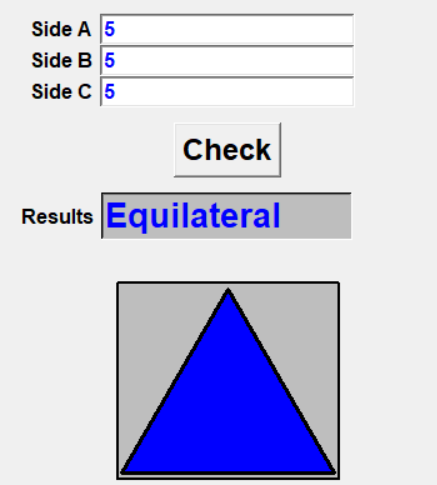 Side A 5
Side B 5
Side C 5
Check
Results Equilateral